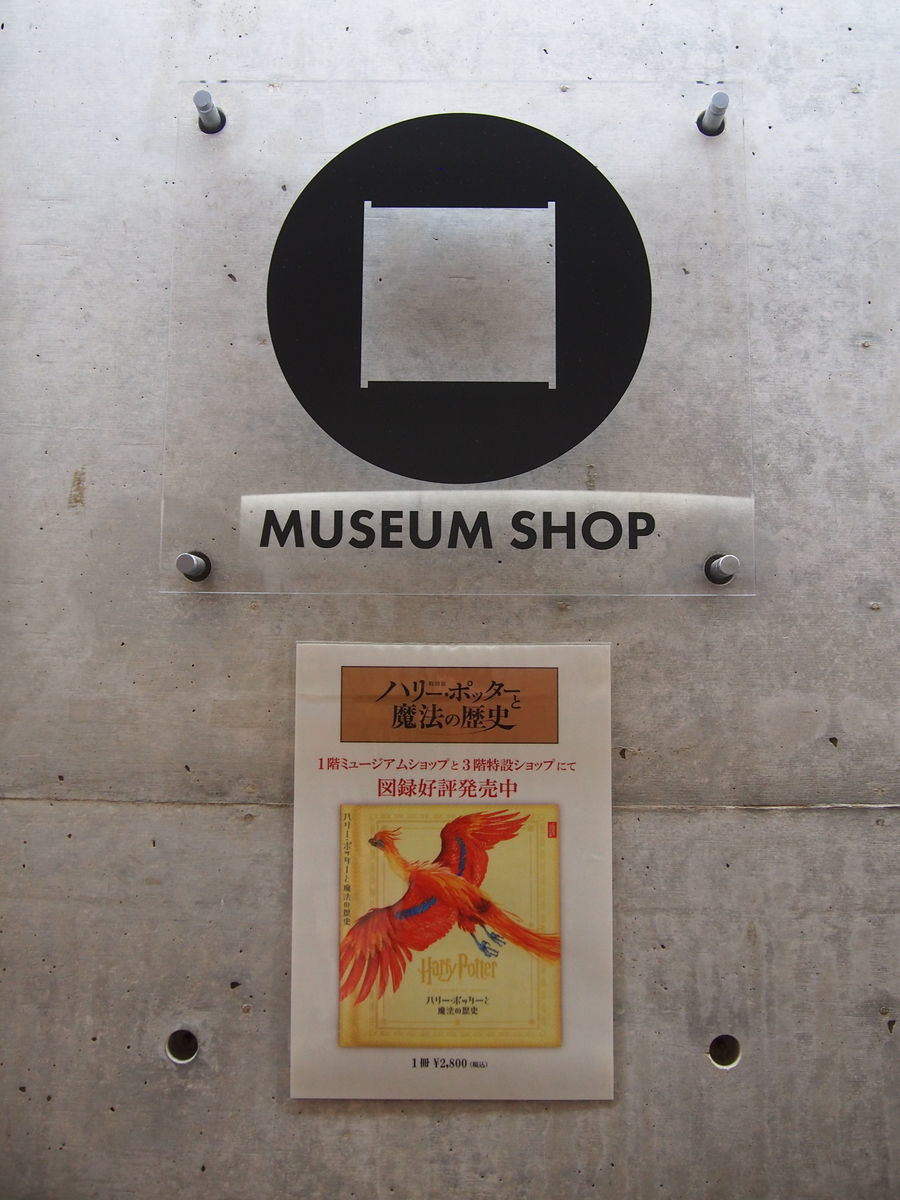 MUSEUM SHOP
特別展
ハリー・ポッターと
魔法の歴史
1階ミュージアムショップと3階特設ショップにて
図録好評発売中
ハリー・ポッターと魔法の歴史
Harry Potter
ハリー・ポッターと
魔法の歴史
1冊 ¥2,800(税込)